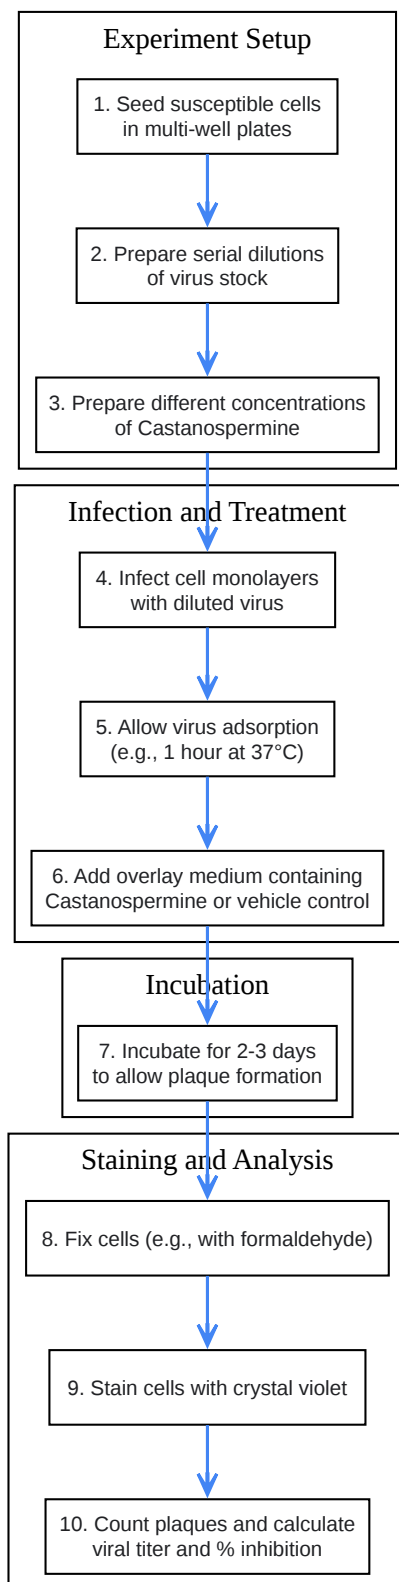 Experiment Setup
1. Seed susceptible cells
in multi-well plates
2. Prepare serial dilutions
of virus stock
3. Prepare different concentrations
of Castanospermine
Infection and Treatment
4. Infect cell monolayers
with diluted virus
5. Allow virus adsorption
(e.g., 1 hour at 37°C)
6. Add overlay medium containing
Castanospermine or vehicle control
Incubation
7. Incubate for 2-3 days
to allow plaque formation
Staining and Analysis
8. Fix cells (e.g., with formaldehyde)
9. Stain cells with crystal violet
10. Count plaques and calculate
viral titer and % inhibition